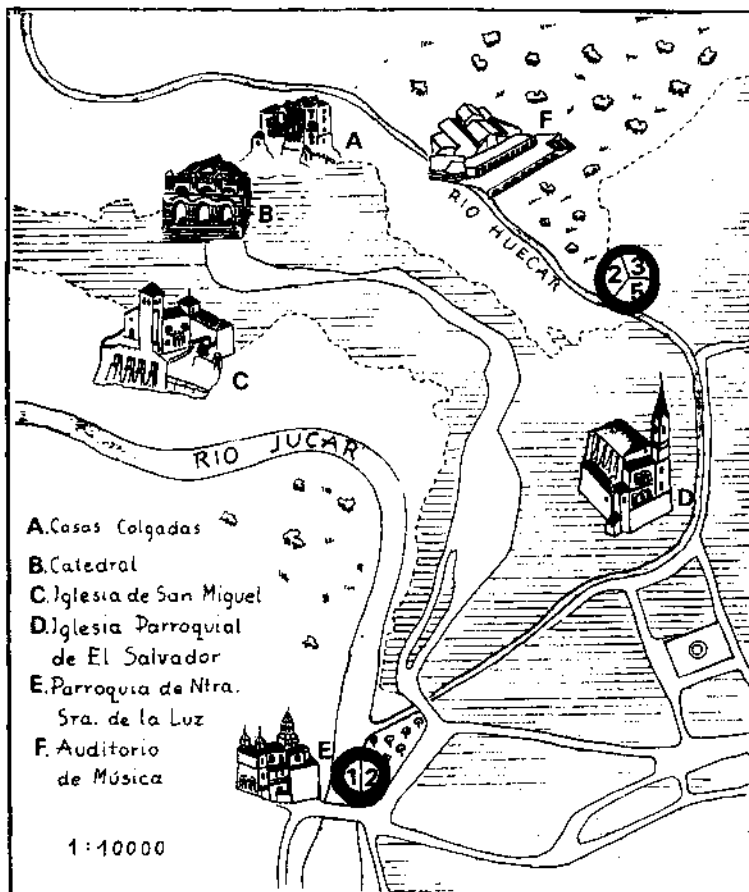 A
F
B
RIO HUECAR
2 3
5
C
RIO JUCAR
D
A. Casas Colgadas
B. Catedral
C. Iglesia de San Miguel
D. Iglesia Parroquial
de El Salvador
E. Parroquia de Ntra.
Sra. de la Luz
F. Auditorio
de Música
E
1 2
1:10000